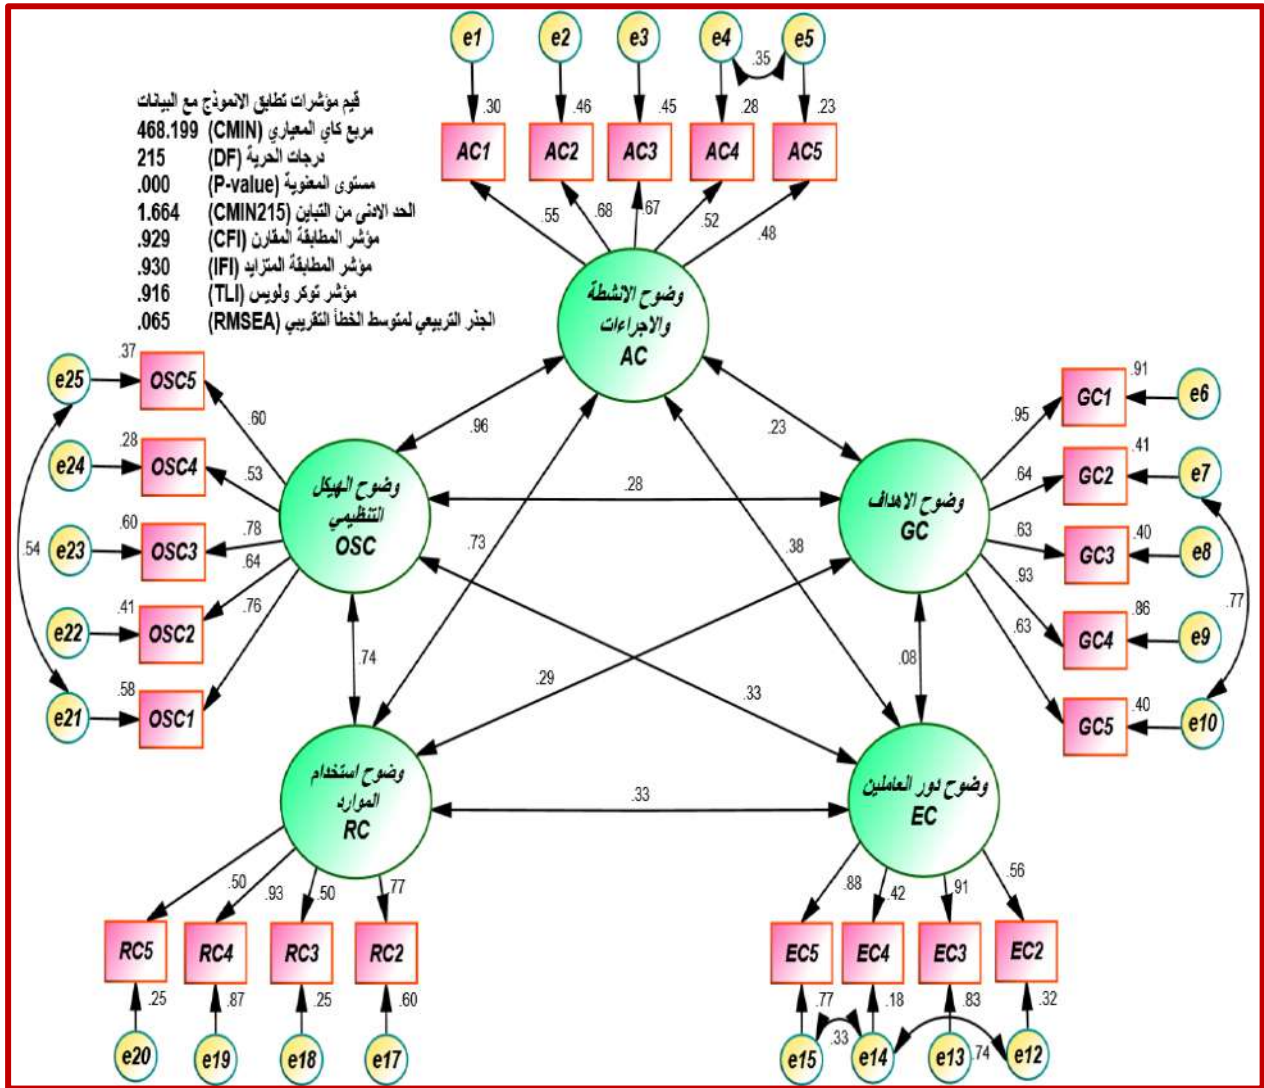 e1 e2 e3 e4 e5
.35
قيم مؤشرات تطابق الانموذج مع البيانات
مربع كاي المعياري (CMIN) 468.199
درجات الحرية (DF) 215
مستوى المعنوية (P-value) .000
الحد الادنى من التباين (CMIN215) 1.664
مؤشر المطابقة المقارن (CFI) .929
مؤشر المطابقة المتزايد (IFI) .930
مؤشر توكر ولويس (TLI) .916
الجذر التربيعي لمتوسط الخطأ التقريبي (RMSEA) .065
.30 .46 .45 .28 .23
AC1 AC2 AC3 AC4 AC5
.55 .68 .67 .52 .48
وضوح الانشطة
والاجراءات
AC
e25 .37 OSC5 .60
e24 .28 OSC4 .53
e23 .60 OSC3 .78
e22 .41 OSC2 .64
e21 .58 OSC1 .76
.54
وضوح الهيكل
التنظيمي
OSC
.96
.23
.28
.73
.38
وضوح الاهداف
GC
.95 GC1 .91 e6
.64 GC2 .41 e7
.63 GC3 .40 e8
.93 GC4 .86 e9
.63 GC5 .40 e10
.77
.74
.29
.33
.08
وضوح استخدام
الموارد
RC
.33
وضوح دور العاملين
EC
.50 .93 .50 .77
RC5 RC4 RC3 RC2
.25 .87 .25 .60
e20 e19 e18 e17
.88 .42 .91 .56
EC5 EC4 EC3 EC2
.77 .18 .83 .32
.33 .74
e15 e14 e13 e12